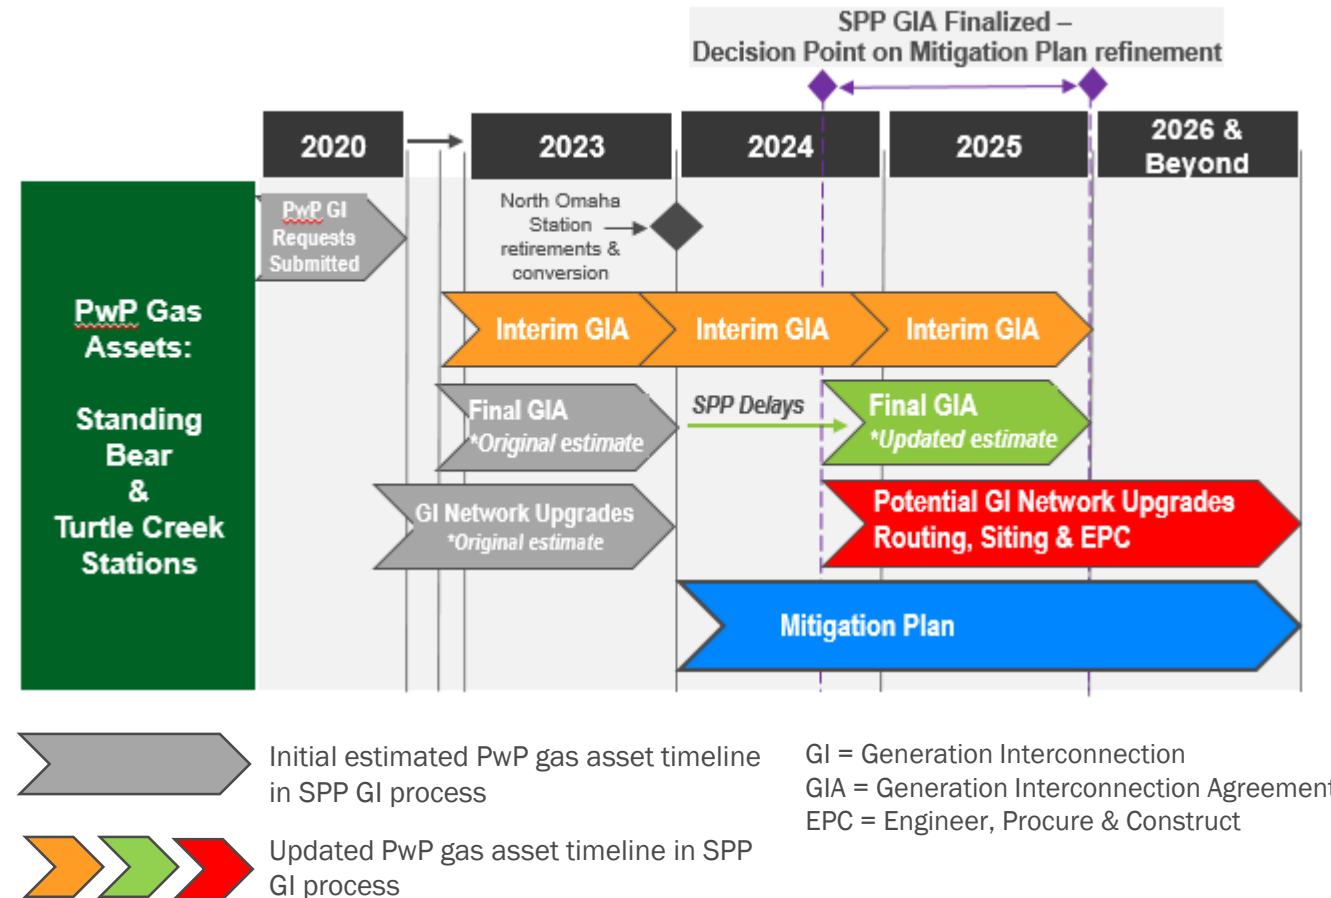 SPP GIA Finalized –
Decision Point on Mitigation Plan refinement
2020
2023
2024
2025
2026 &
Beyond
PwP Gas
Assets:
Standing
Bear
&
Turtle Creek
Stations
PwP GI
Requests
Submitted
North Omaha
Station
retirements &
conversion
Interim GIA
Interim GIA
Interim GIA
Final GIA
*Original estimate
SPP Delays
Final GIA
*Updated estimate
GI Network Upgrades
*Original estimate
Potential GI Network Upgrades
Routing, Siting & EPC
Mitigation Plan
Initial estimated PwP gas asset timeline
in SPP GI process
Updated PwP gas asset timeline in SPP
GI process
GI = Generation Interconnection
GIA = Generation Interconnection Agreement
EPC = Engineer, Procure & Construct